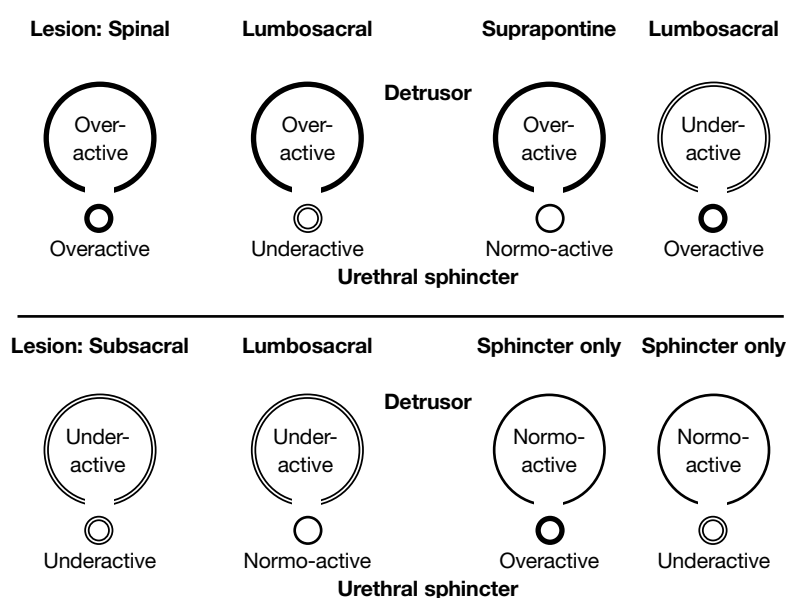 Lesion: Spinal Lumbosacral Suprapontine Lumbosacral
Detrusor
Over- Over- Over- Under-
active active active active
Overactive Underactive Normo-active Overactive
Urethral sphincter
Lesion: Subsacral Lumbosacral Sphincter only Sphincter only
Detrusor
Under- Under- Normo- Normo-
active active active active
Underactive Normo-active Overactive Underactive
Urethral sphincter